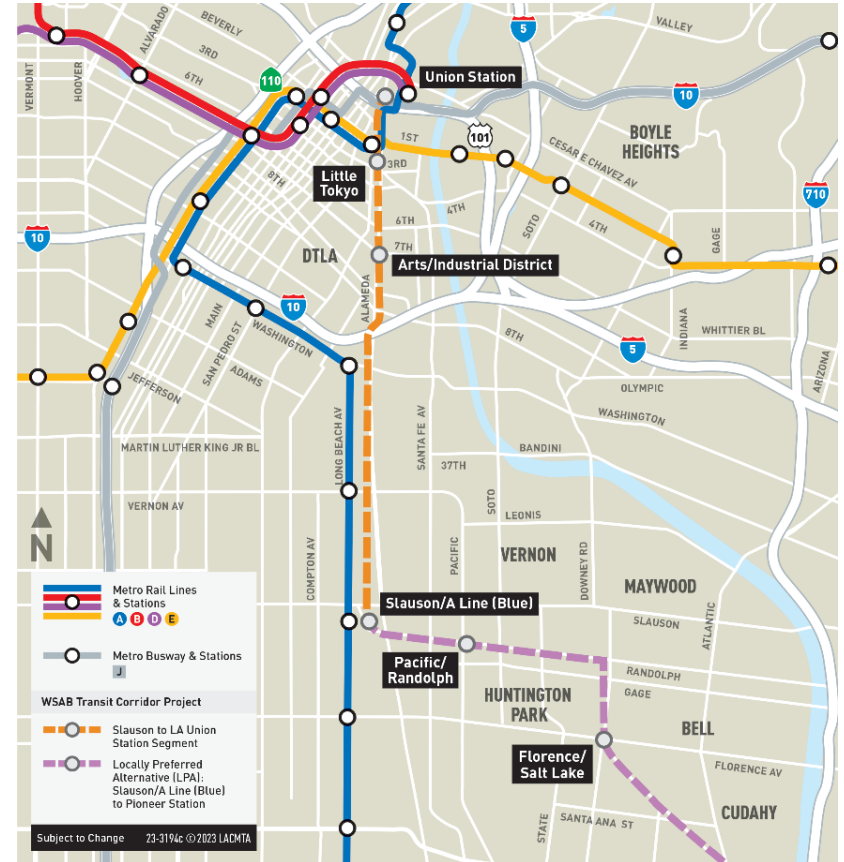 BEVERLY
ALVARADO
3RD
6TH
VERMONT
HOOVER
110
VALLEY
5
Union Station
10
101
BOYLE
HEIGHTS
1ST
3RD
CESAR E CHAVEZ AV
710
8TH
Little
Tokyo
6TH
4TH
4TH
SOTO
GAGE
10
DTLA
7TH
Arts/Industrial District
ALAMEDA
10
MAIN
SAN PEDRO ST
WASHINGTON
8TH
INDIANA
WHITTIER BL
5
ARIZONA
JEFFERSON
ADAMS
OLYMPIC
LONG BEACH AV
SANTA FE AV
WASHINGTON
MARTIN LUTHER KING JR BL
BANDINI
37TH
VERNON AV
SOTO
LEONIS
N
COMPTON AV
PACIFIC
VERNON
DOWNEY RD
MAYWOOD
Metro Rail Lines
& Stations
A B D E
Slauson/A Line (Blue)
SLAUSON
ATLANTIC
Metro Busway & Stations
J
Pacific/
Randolph
RANDOLPH
GAGE
WSAB Transit Corridor Project
HUNTINGTON
PARK
BELL
Slauson to LA Union
Station Segment
Florence/
Salt Lake
FLORENCE AV
Locally Preferred
Alternative (LPA):
Slauson/A Line (Blue)
to Pioneer Station
STATE
SANTA ANA ST
CUDAHY
Subject to Change 23-3194c ©2023 LACMTA